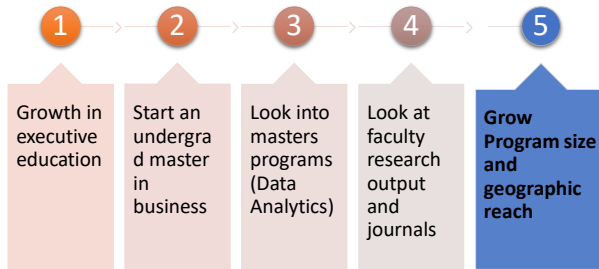 1
2
3
4
5
Growth in
executive
education
Start an
undergra
d master
in
business
Look into
masters
programs
(Data
Analytics)
Look at
faculty
research
output
and
journals
Grow
Program size
and
geographic
reach